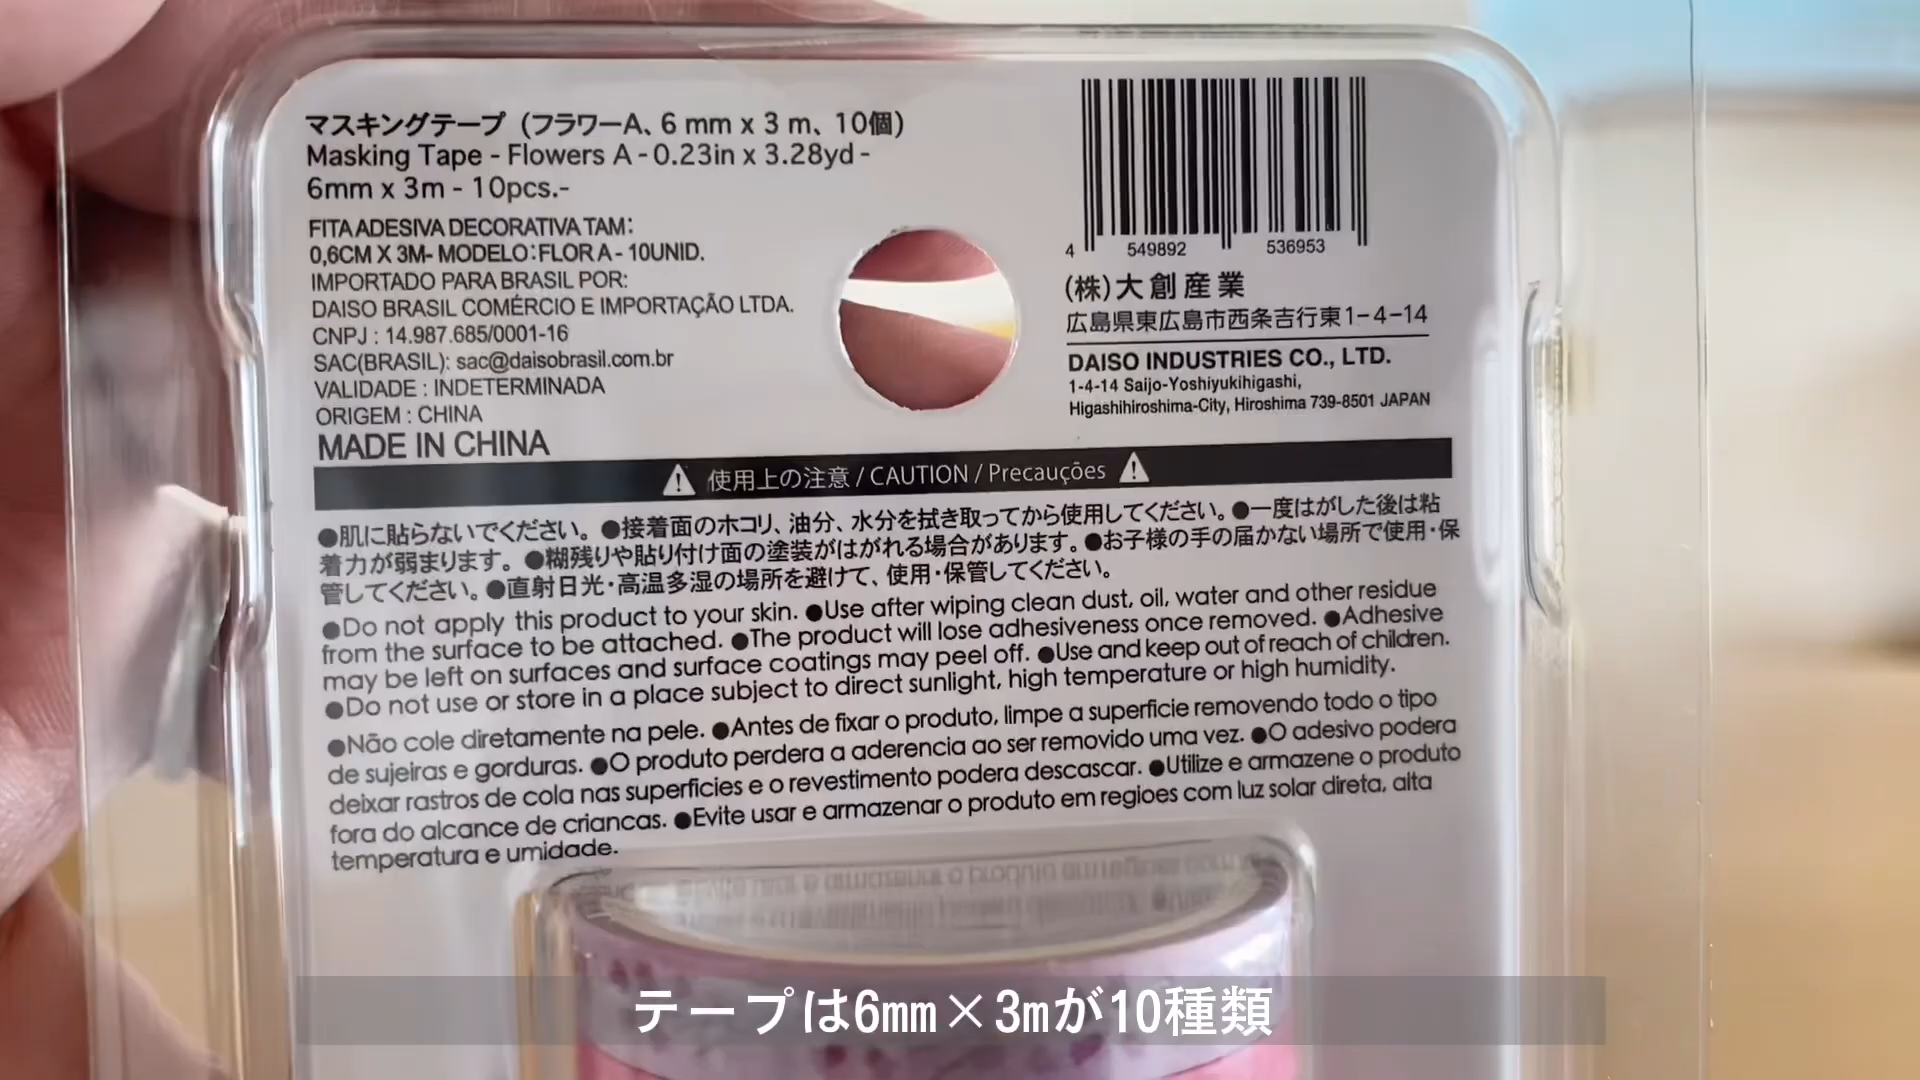 マスキングテープ（フラワーA、6 mm x 3 m、10個）
Masking Tape - Flowers A - 0.23in x 3.28yd -
6mm x 3m - 10pcs.-
FITA ADESIVA DECORATIVA TAM:
0,6CM X 3M- MODELO:FLOR A - 10UNID.
IMPORTADO PARA BRASIL POR:
DAISO BRASIL COMÉRCIO E IMPORTAÇÃO LTDA.
CNPJ : 14.987.685/0001-16
SAC(BRASIL): sac@daisobrasil.com.br
VALIDADE : INDETERMINADA
ORIGEM : CHINA
MADE IN CHINA
4 549892 536953
(株)大創産業
広島県東広島市西条吉行東1-4-14
DAISO INDUSTRIES CO., LTD.
1-4-14 Saijo-Yoshiyukihigashi,
Higashihiroshima-City, Hiroshima 739-8501 JAPAN
使用上の注意 / CAUTION / Precauções
●肌に貼らないでください。●接着面のホコリ、油分、水分を拭き取ってから使用してください。●一度はがした後は粘
着力が弱まります。●糊残りや貼り付け面の塗装がはがれる場合があります。●お子様の手の届かない場所で使用・保
管してください。●直射日光・高温多湿の場所を避けて、使用・保管してください。
●Do not apply this product to your skin. ●Use after wiping clean dust, oil, water and other residue
from the surface to be attached. ●The product will lose adhesiveness once removed. ●Adhesive
may be left on surfaces and surface coatings may peel off. ●Use and keep out of reach of children.
●Do not use or store in a place subject to direct sunlight, high temperature or high humidity.
●Não cole diretamente na pele. ●Antes de fixar o produto, limpe a superficie removendo todo o tipo
de sujeiras e gorduras. ●O produto perdera a aderencia ao ser removido uma vez. ●O adesivo podera
deixar rastros de cola nas superficies e o revestimento podera descascar. ●Utilize e armazene o produto
fora do alcance de criancas. ●Evite usar e armazenar o produto em regioes com luz solar direta, alta
temperatura e umidade.
テープは6mm×3mが10種類